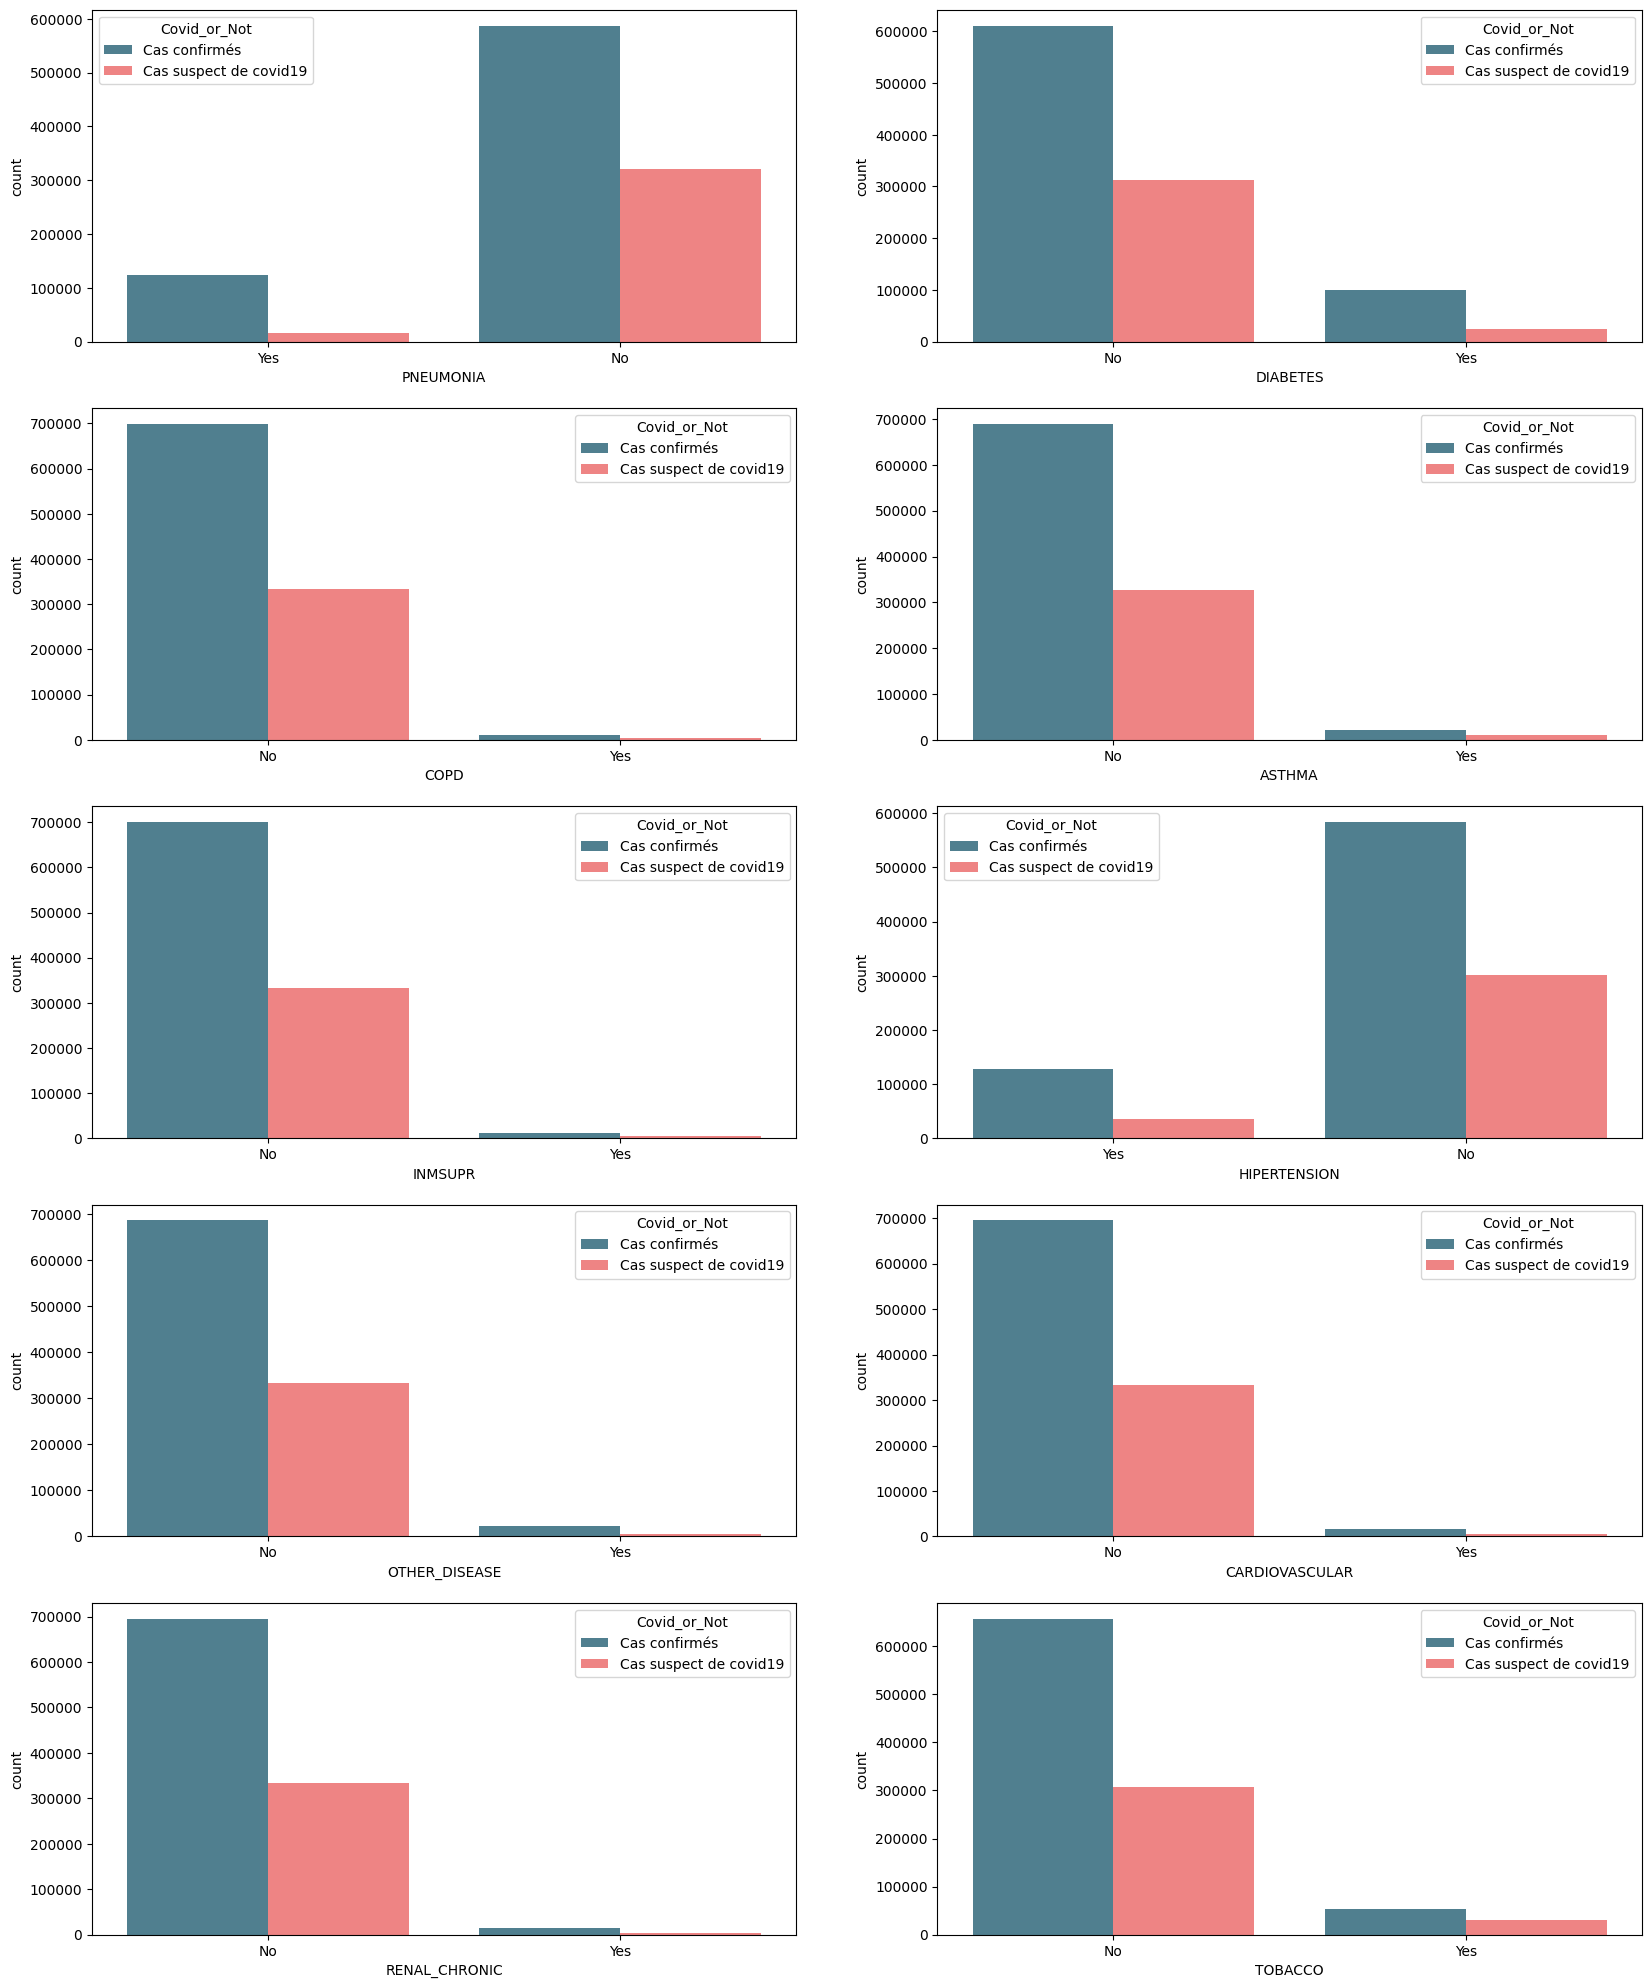 Covid_or_Not
Cas confirmés
Cas suspect de covid19
600000
500000
400000
300000
200000
100000
0
count
Yes
No
PNEUMONIA
Covid_or_Not
Cas confirmés
Cas suspect de covid19
600000
500000
400000
300000
200000
100000
0
count
No
Yes
DIABETES
Covid_or_Not
Cas confirmés
Cas suspect de covid19
700000
600000
500000
400000
300000
200000
100000
0
count
No
Yes
COPD
Covid_or_Not
Cas confirmés
Cas suspect de covid19
700000
600000
500000
400000
300000
200000
100000
0
count
No
Yes
ASTHMA
Covid_or_Not
Cas confirmés
Cas suspect de covid19
700000
600000
500000
400000
300000
200000
100000
0
count
No
Yes
INMSUPR
Covid_or_Not
Cas confirmés
Cas suspect de covid19
600000
500000
400000
300000
200000
100000
0
count
Yes
No
HIPERTENSION
Covid_or_Not
Cas confirmés
Cas suspect de covid19
700000
600000
500000
400000
300000
200000
100000
0
count
No
Yes
OTHER_DISEASE
Covid_or_Not
Cas confirmés
Cas suspect de covid19
700000
600000
500000
400000
300000
200000
100000
0
count
No
Yes
CARDIOVASCULAR
Covid_or_Not
Cas confirmés
Cas suspect de covid19
700000
600000
500000
400000
300000
200000
100000
0
count
No
Yes
RENAL_CHRONIC
Covid_or_Not
Cas confirmés
Cas suspect de covid19
600000
500000
400000
300000
200000
100000
0
count
No
Yes
TOBACCO